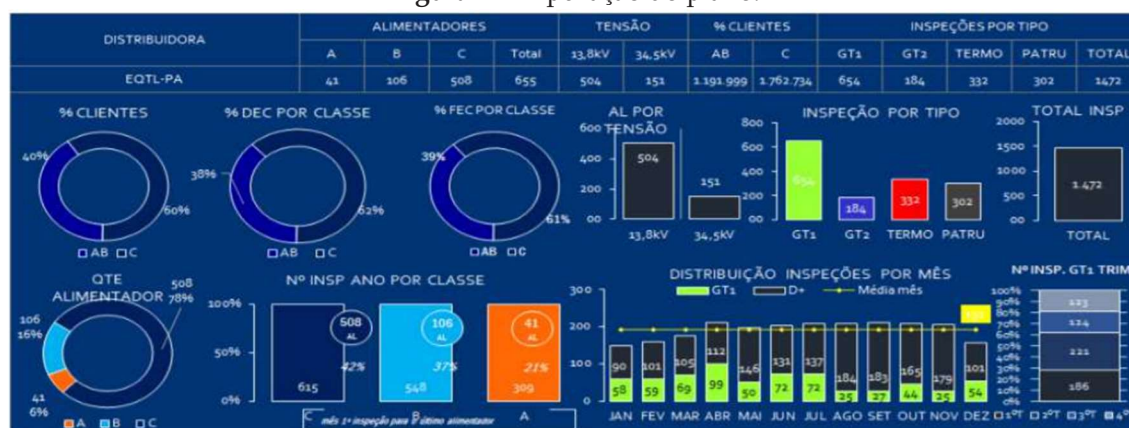 DISTRIBUIDORA ALIMENTADORES TENSÃO % CLIENTES INSPEÇÕES POR TIPO
A B C Total 13,8kV 34,5kV AB C GT1 GT2 TERMO PATRU TOTAL
EQTL-PA 41 106 508 655 504 151 1.191.999 1.762.734 654 184 332 302 1472
% CLIENTES
40%
60%
AB C
% DEC POR CLASSE
38%
62%
% FEC POR CLASSE
39%
61%
AB C
AL POR
TENSÃO
600
400
200
00
504
151
13,8kV 34,5kV
INSPEÇÃO POR TIPO
800
600
400
200
00
654
184
332
302
GT1 GT2 TERMO PATRU
TOTAL INSP
2000
1500
1000
500
00
1.472
TOTAL
QTE
ALIMENTADOR
508
78%
106
16%
41
6%
A B C
Nº INSP ANO POR CLASSE
100%
50%
0%
508
AL
42%
615
106
AL
37%
548
41
AL
21%
309
C B A
mês 1ª inspeção para o último alimentador
DISTRIBUIÇÃO INSPEÇÕES POR MÊS
GT1 D+ Média mês
300
200
100
00
90 101 105 112 146 131 137 184 183 165 179 101
58 59 69 99 50 72 72 25 27 44 25 54
JAN FEV MAR ABR MAI JUN JUL AGO SET OUT NOV DEZ
Nº INSP. GT1 TRIM
100%
90%
80%
70%
60%
50%
40%
30%
20%
10%
0%
123
124
221
186
1ºT 2ºT 3ºT 4º